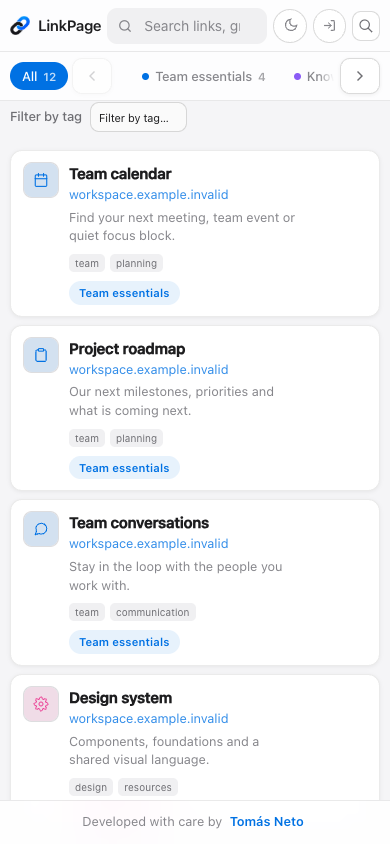 LinkPage
Search links, gr
All 12
Team essentials 4
Kno
Filter by tag
Filter by tag...
Team calendar
workspace.example.invalid
Find your next meeting, team event or
quiet focus block.
team planning
Team essentials
Project roadmap
workspace.example.invalid
Our next milestones, priorities and
what is coming next.
team planning
Team essentials
Team conversations
workspace.example.invalid
Stay in the loop with the people you
work with.
team communication
Team essentials
Design system
workspace.example.invalid
Components, foundations and a
shared visual language.
design resources
Developed with care by Tomás Neto